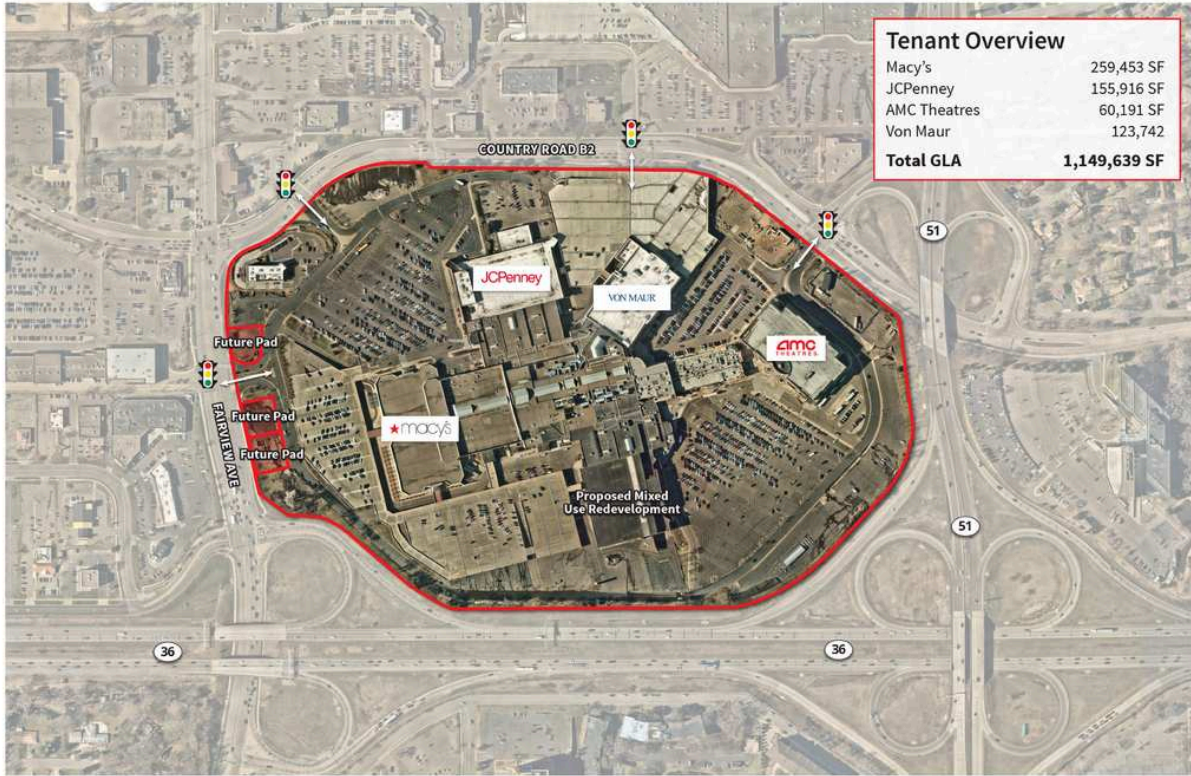 Tenant Overview
Macy's 259,453 SF
JCPenney 155,916 SF
AMC Theatres 60,191 SF
Von Maur 123,742
Total GLA 1,149,639 SF
COUNTRY ROAD B2
51
JCPenney
VON MAUR
Future Pad
amc
THEATRES
Future Pad
macy's
FAIRVIEW AVE
Future Pad
Proposed Mixed
Use Redevelopment
51
36
36